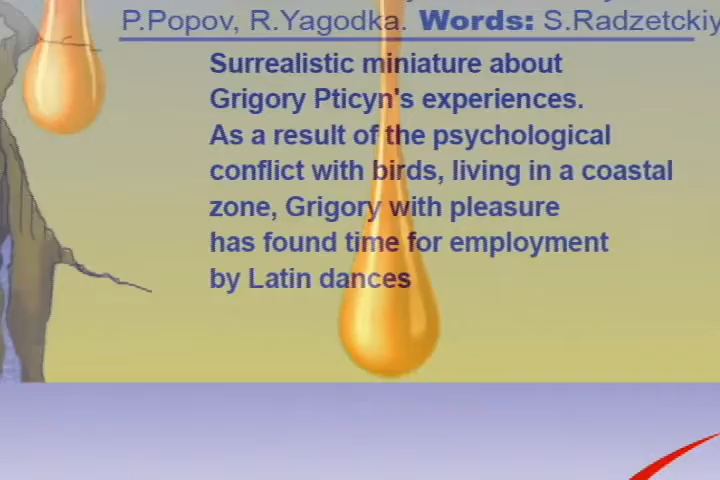 P.Popov, R.Yagodka. Words: S.Radzetckiy
Surrealistic miniature about
Grigory Pticyn's experiences.
As a result of the psychological
conflict with birds, living in a coastal
zone, Grigory with pleasure
has found time for employment
by Latin dances